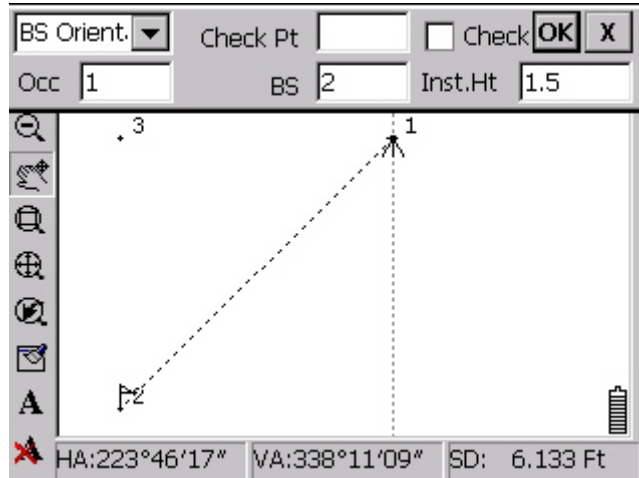 BS Orient. Check Pt Check OK X
Occ 1 BS 2 Inst.Ht 1.5
3 1
2
A
A
HA:223°46'17" VA:338°11'09" SD: 6.133 Ft